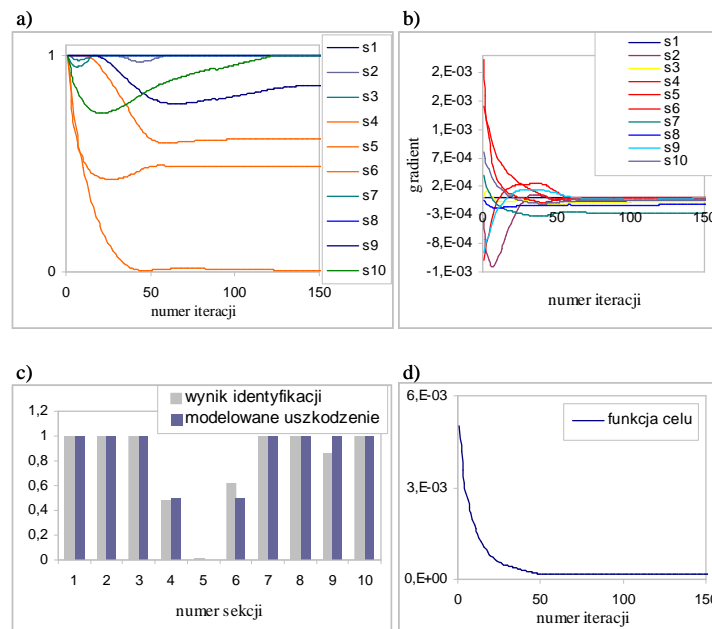 a)
1
1
0
50
100
150
numer iteracji
s1
s2
s3
s4
s5
s6
s7
s8
s9
s10
b)
gradient
2,E-03
2,E-03
1,E-03
7,E-04
2,E-04
-3,E-04
-8,E-04
-1,E-03
0
50
100
150
numer iteracji
s1
s2
s3
s4
s5
s6
s7
s8
s9
s10
c)
wynik identyfikacji
modelowane uszkodzenie
1,2
1
0,8
0,6
0,4
0,2
0
1 2 3 4 5 6 7 8 9 10
numer sekcji
d)
6,E-03
3,E-03
0,E+00
funkcja celu
0
50
100
150
numer iteracji